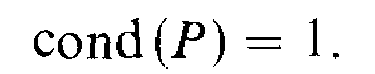 cond (P) = 1.